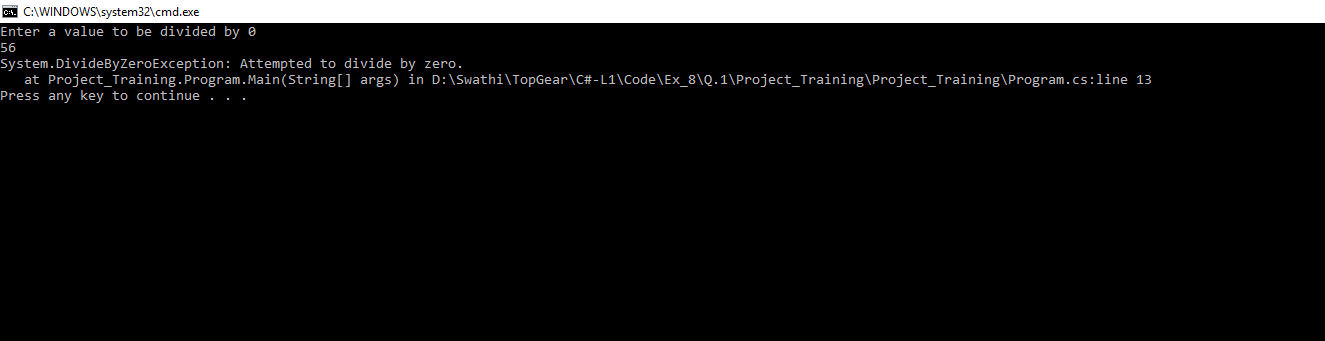 C:\WINDOWS\system32\cmd.exe
Enter a value to be divided by 0
56
System.DivideByZeroException: Attempted to divide by zero.
   at Project_Training.Program.Main(String[] args) in D:\Swathi\TopGear\C#-L1\Code\Ex_8\Q.1\Project_Training\Project_Training\Program.cs:line 13
Press any key to continue . . .